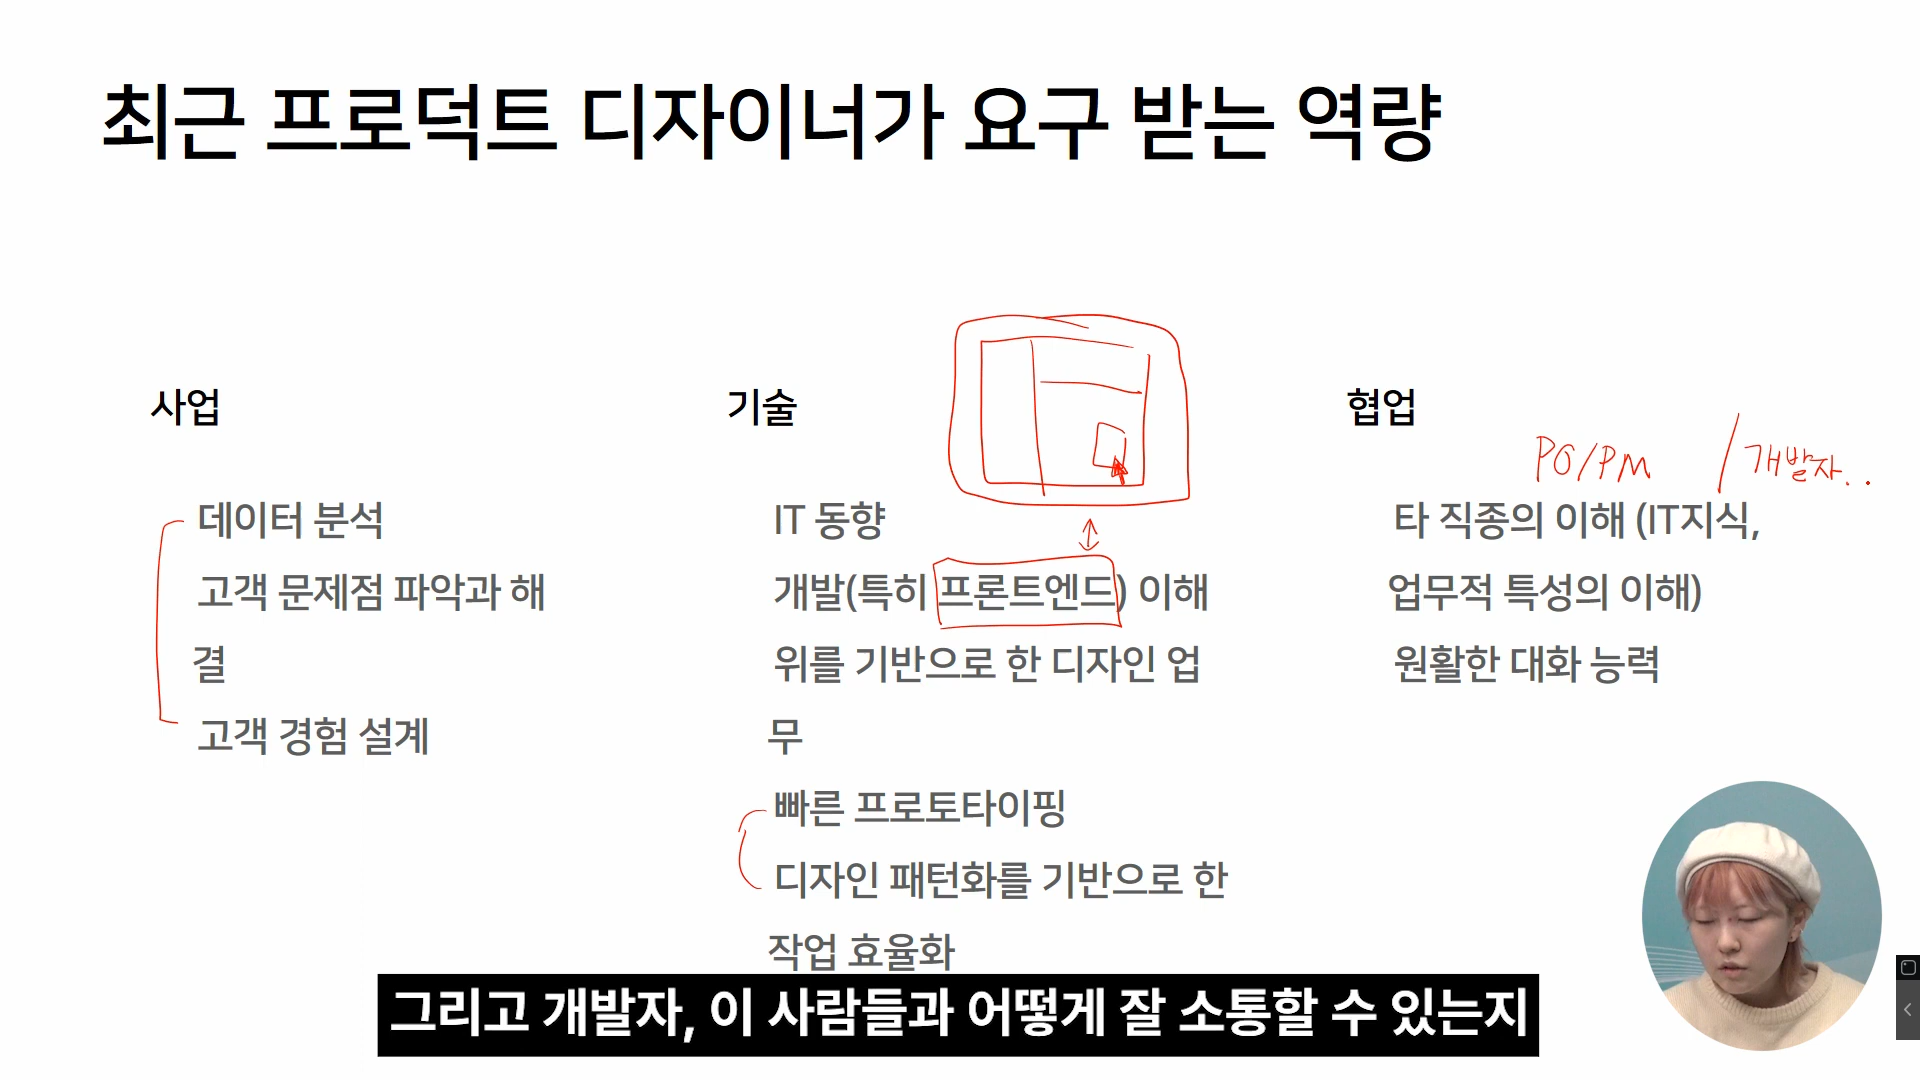 최근 프로덕트 디자이너가 요구 받는 역량
사업
데이터 분석
고객 문제점 파악과 해
결
고객 경험 설계
기술
IT 동향
개발(특히 프론트엔드) 이해
위를 기반으로 한 디자인 업
무
빠른 프로토타이핑
디자인 패턴화를 기반으로 한
작업 효율화
협업
PO/PM / 개발자..
타 직종의 이해 (IT지식,
업무적 특성의 이해)
원활한 대화 능력
그리고 개발자, 이 사람들과 어떻게 잘 소통할 수 있는지